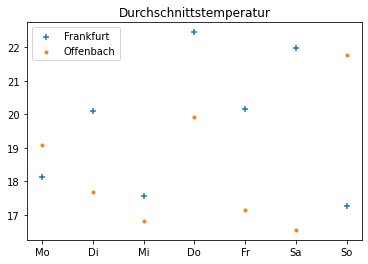 Durchschnittstemperatur
Frankfurt
Offenbach
22
21
20
19
18
17
Mo Di Mi Do Fr Sa So